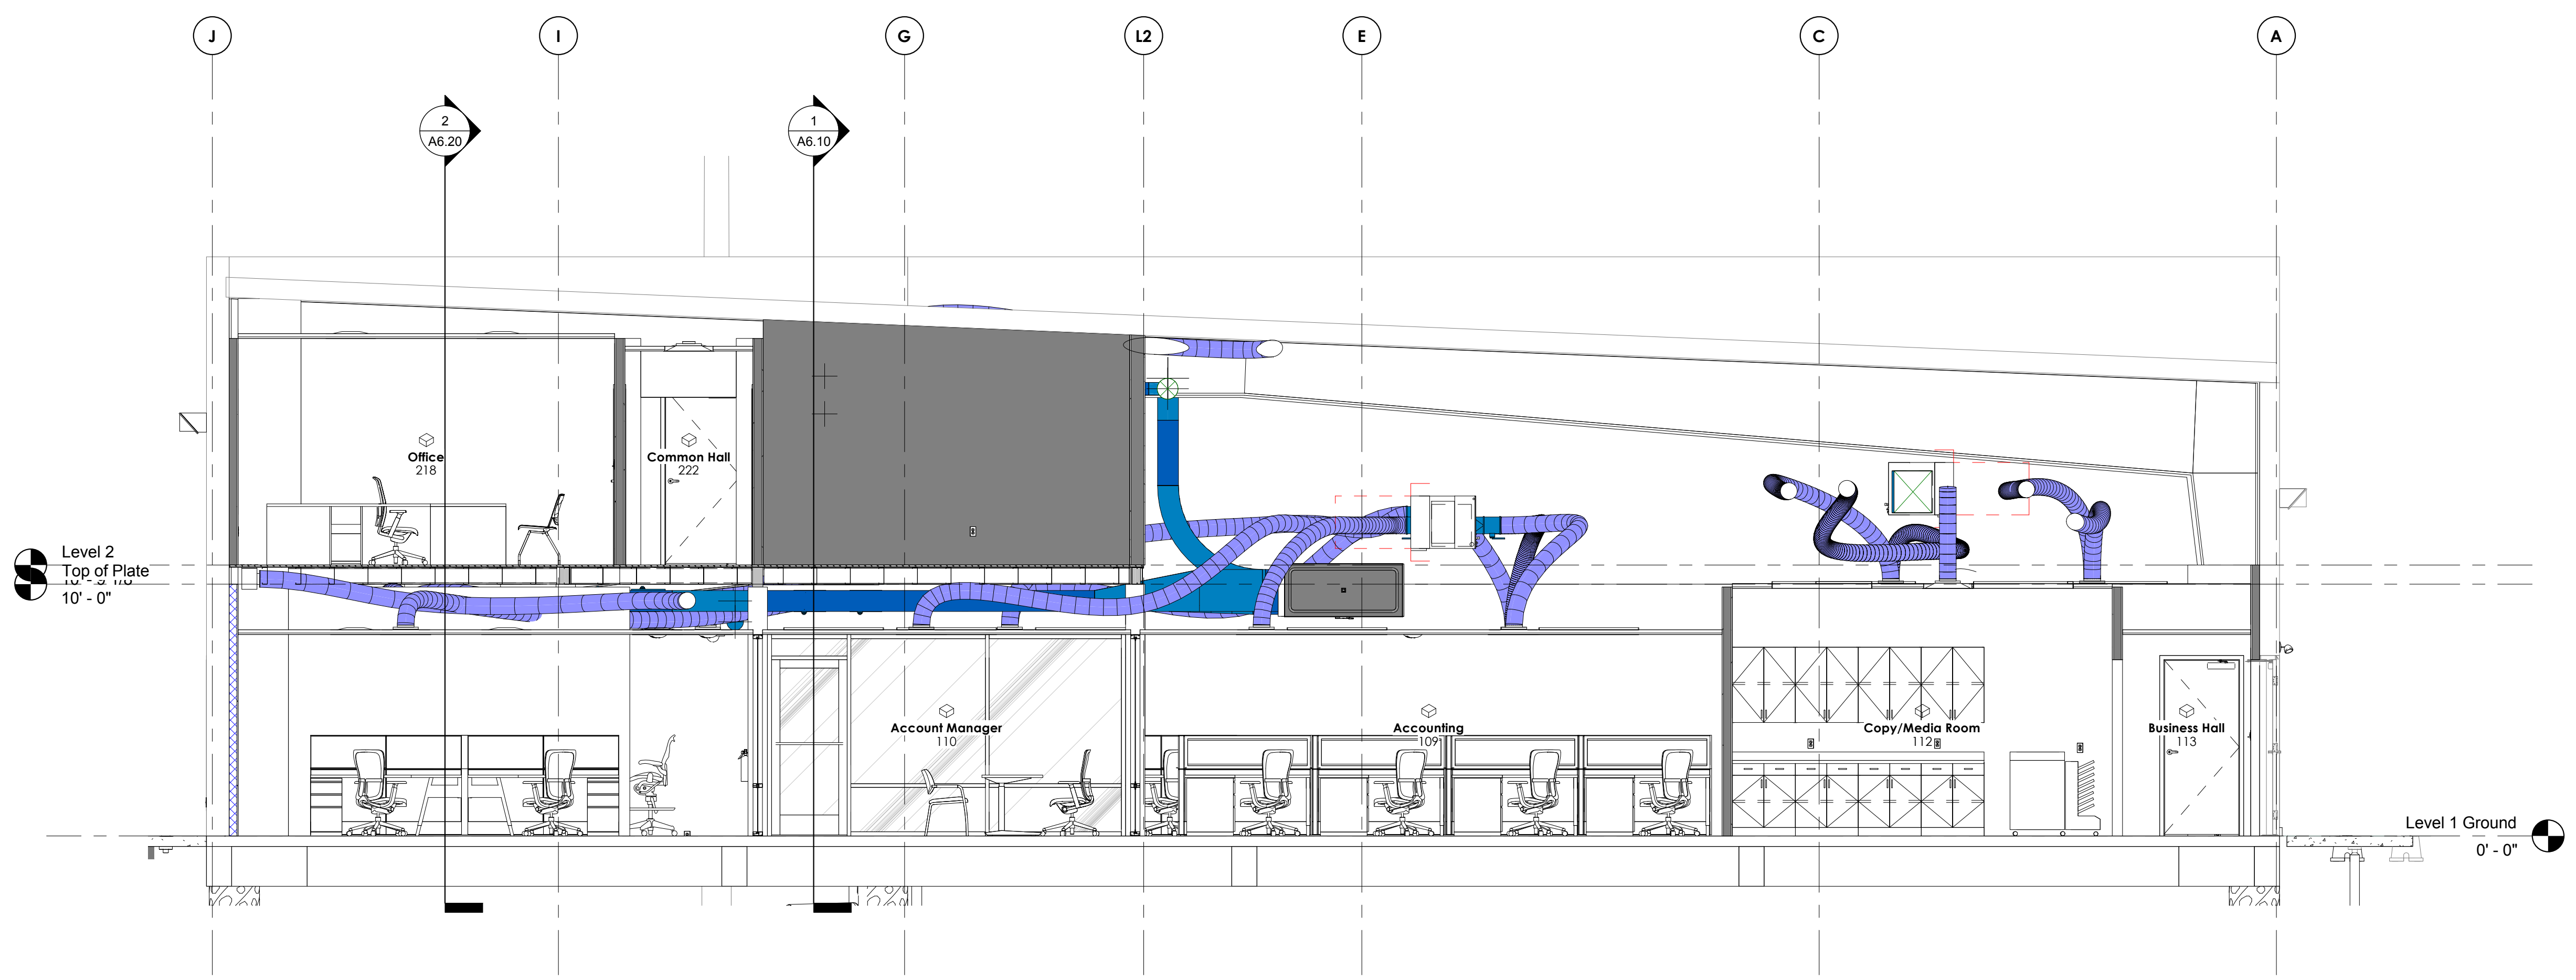 J
I
G
L2
E
C
A
2
A6.20
1
A6.10
Office
218
Common Hall
222
Level 2
Top of Plate
10' - 0"
Account Manager
110
Accounting
109
Copy/Media Room
112
Business Hall
113
Level 1 Ground
0' - 0"